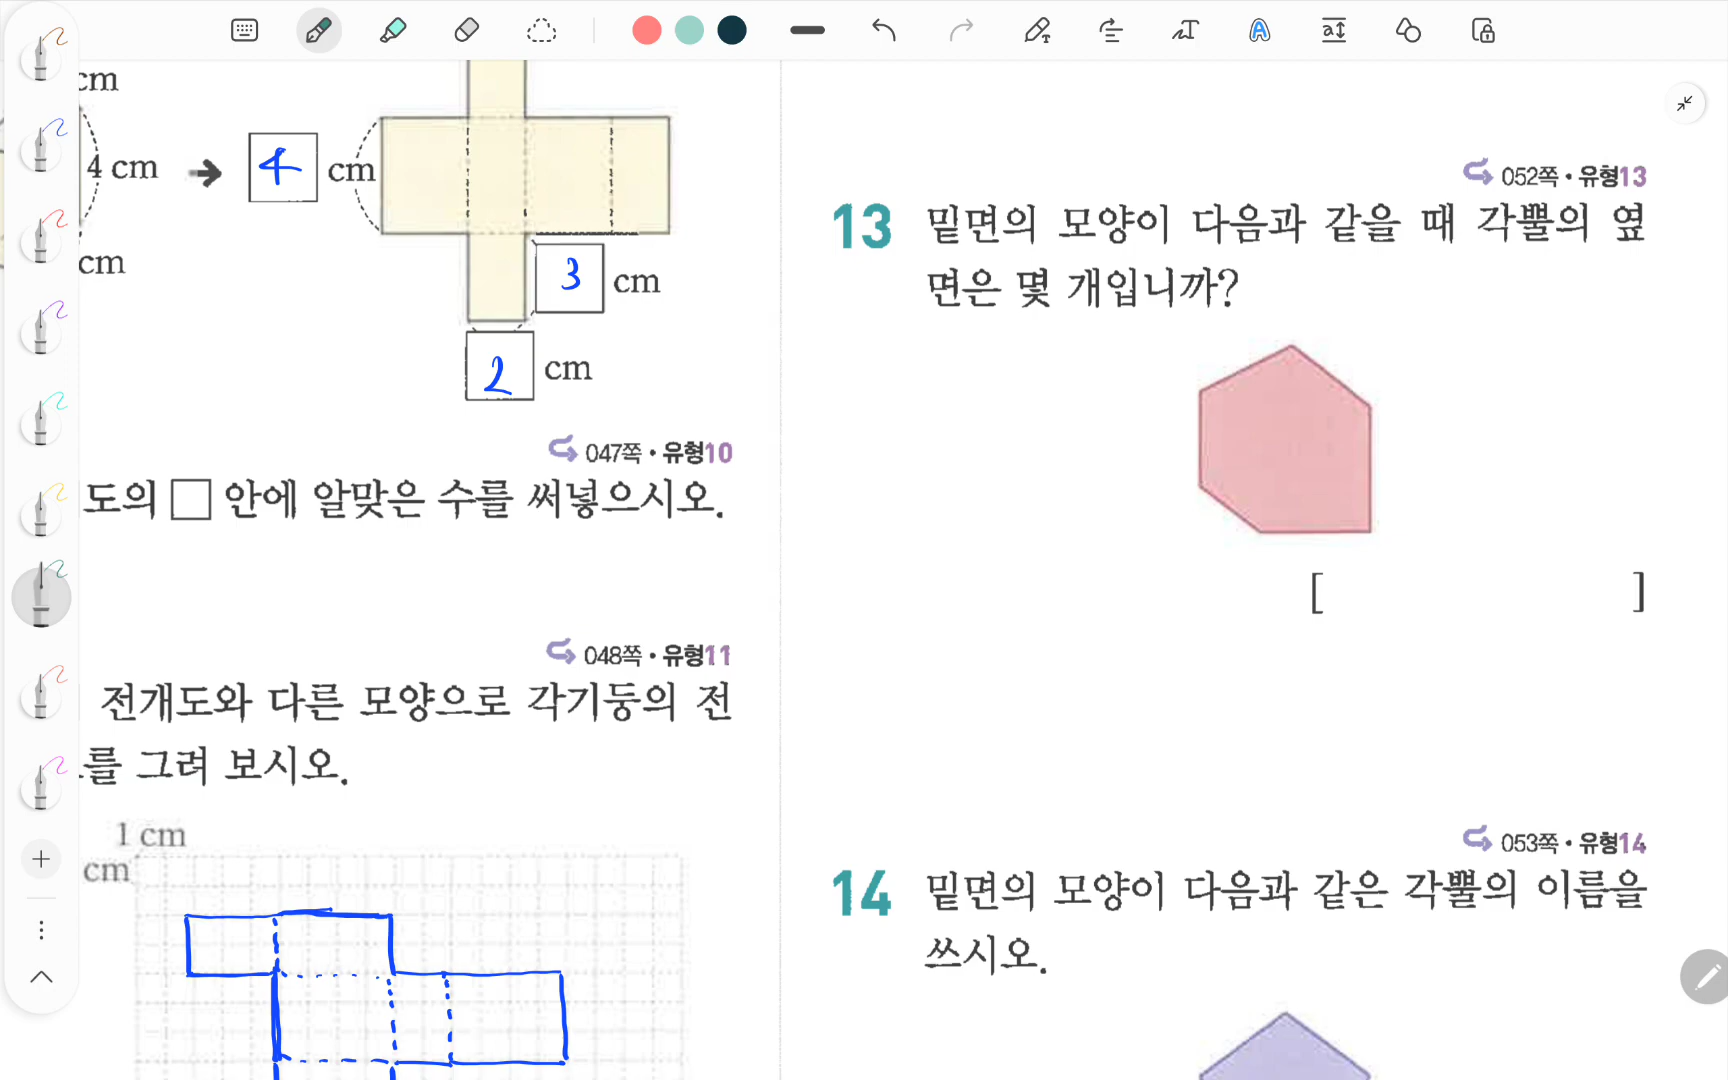 cm
4 cm
cm
4 cm
3 cm
2 cm
047쪽 • 유형10
도의 □ 안에 알맞은 수를 써넣으시오.
048쪽 • 유형11
전개도와 다른 모양으로 각기둥의 전
를 그려 보시오.
1 cm
cm
052쪽 • 유형13
13 밑면의 모양이 다음과 같을 때 각뿔의 옆
면은 몇 개입니까?
[ ]
053쪽 • 유형14
14 밑면의 모양이 다음과 같은 각뿔의 이름을
쓰시오.